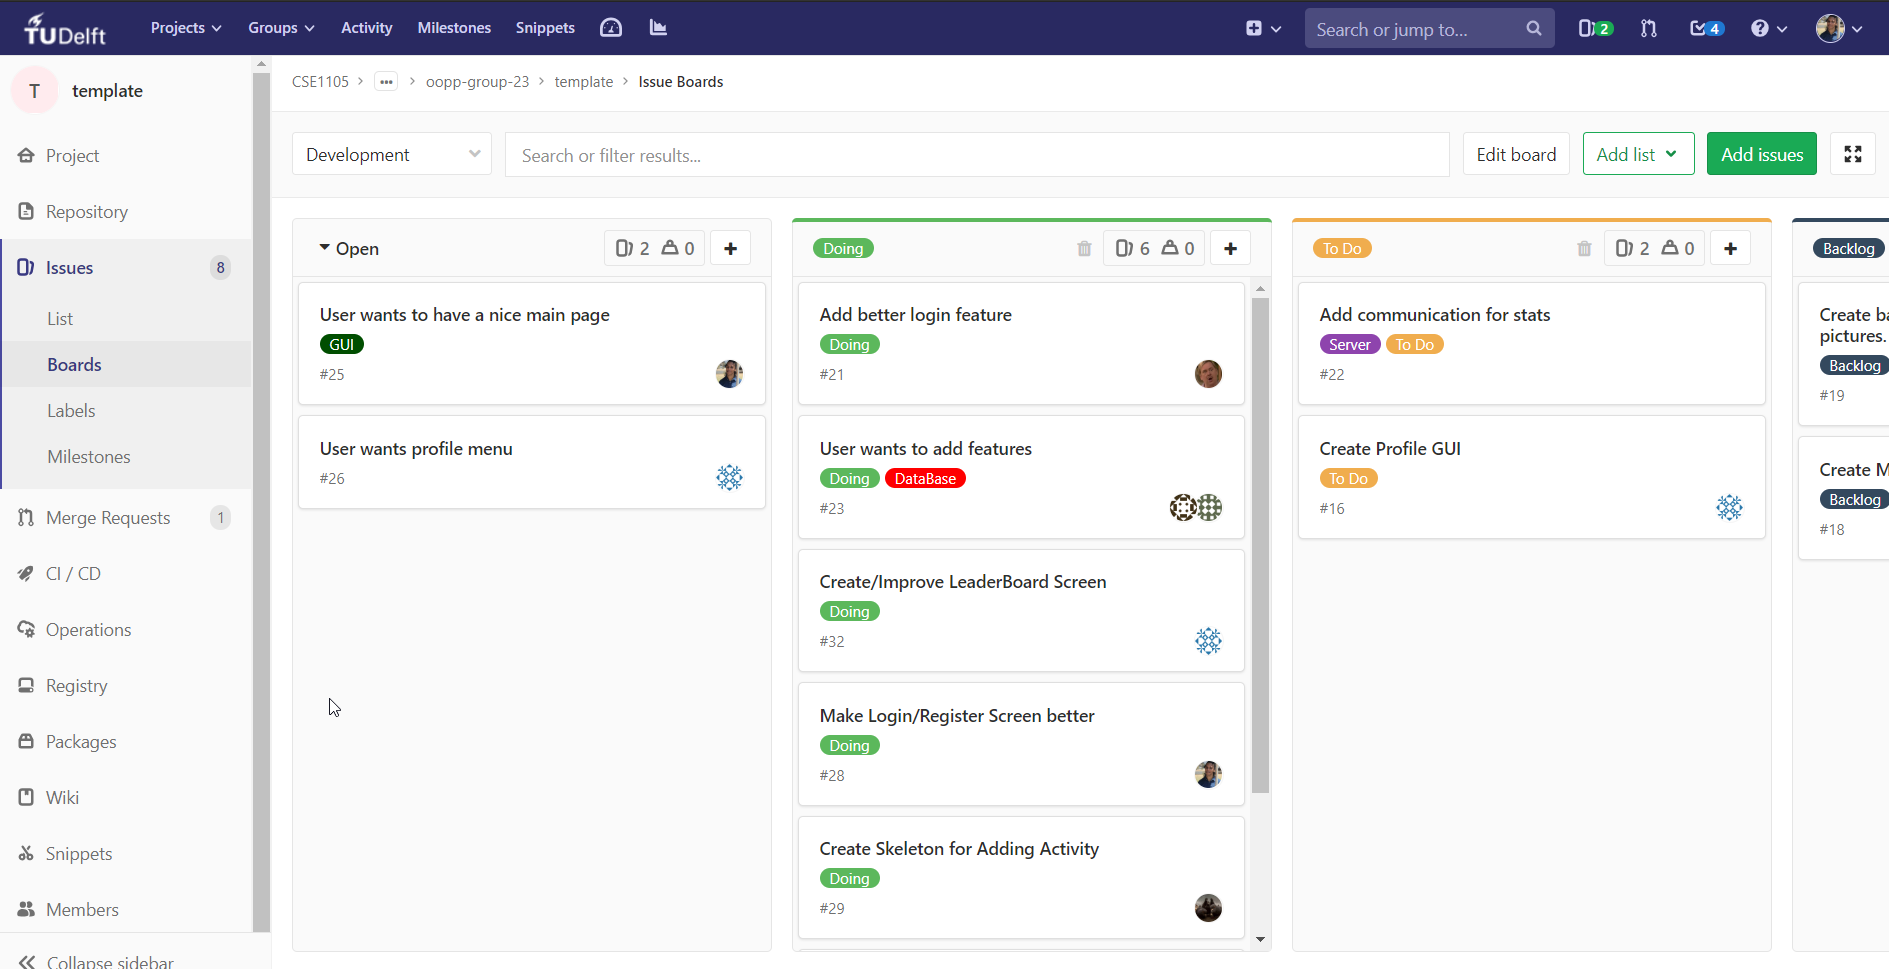 TUDelft Projects Groups Activity Milestones Snippets Search or jump to... 2 4
T template
CSE1105 > ... > oopp-group-23 > template > Issue Boards
Project
Repository
Issues 8
List
Boards
Labels
Milestones
Merge Requests 1
CI / CD
Operations
Registry
Packages
Wiki
Snippets
Members
Collapse sidebar
Development Search or filter results... Edit board Add list Add issues
Open 2 0
User wants to have a nice main page
GUI
#25
User wants profile menu
#26
Doing 6 0
Add better login feature
Doing
#21
User wants to add features
Doing DataBase
#23
Create/Improve LeaderBoard Screen
Doing
#32
Make Login/Register Screen better
Doing
#28
Create Skeleton for Adding Activity
Doing
#29
To Do 2 0
Add communication for stats
Server To Do
#22
Create Profile GUI
To Do
#16
Backlog
Create ba
pictures.
Backlog
#19
Create M
Backlog
#18